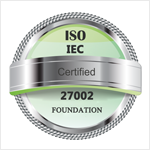 ISO
IEC
Certified
27002
FOUNDATION